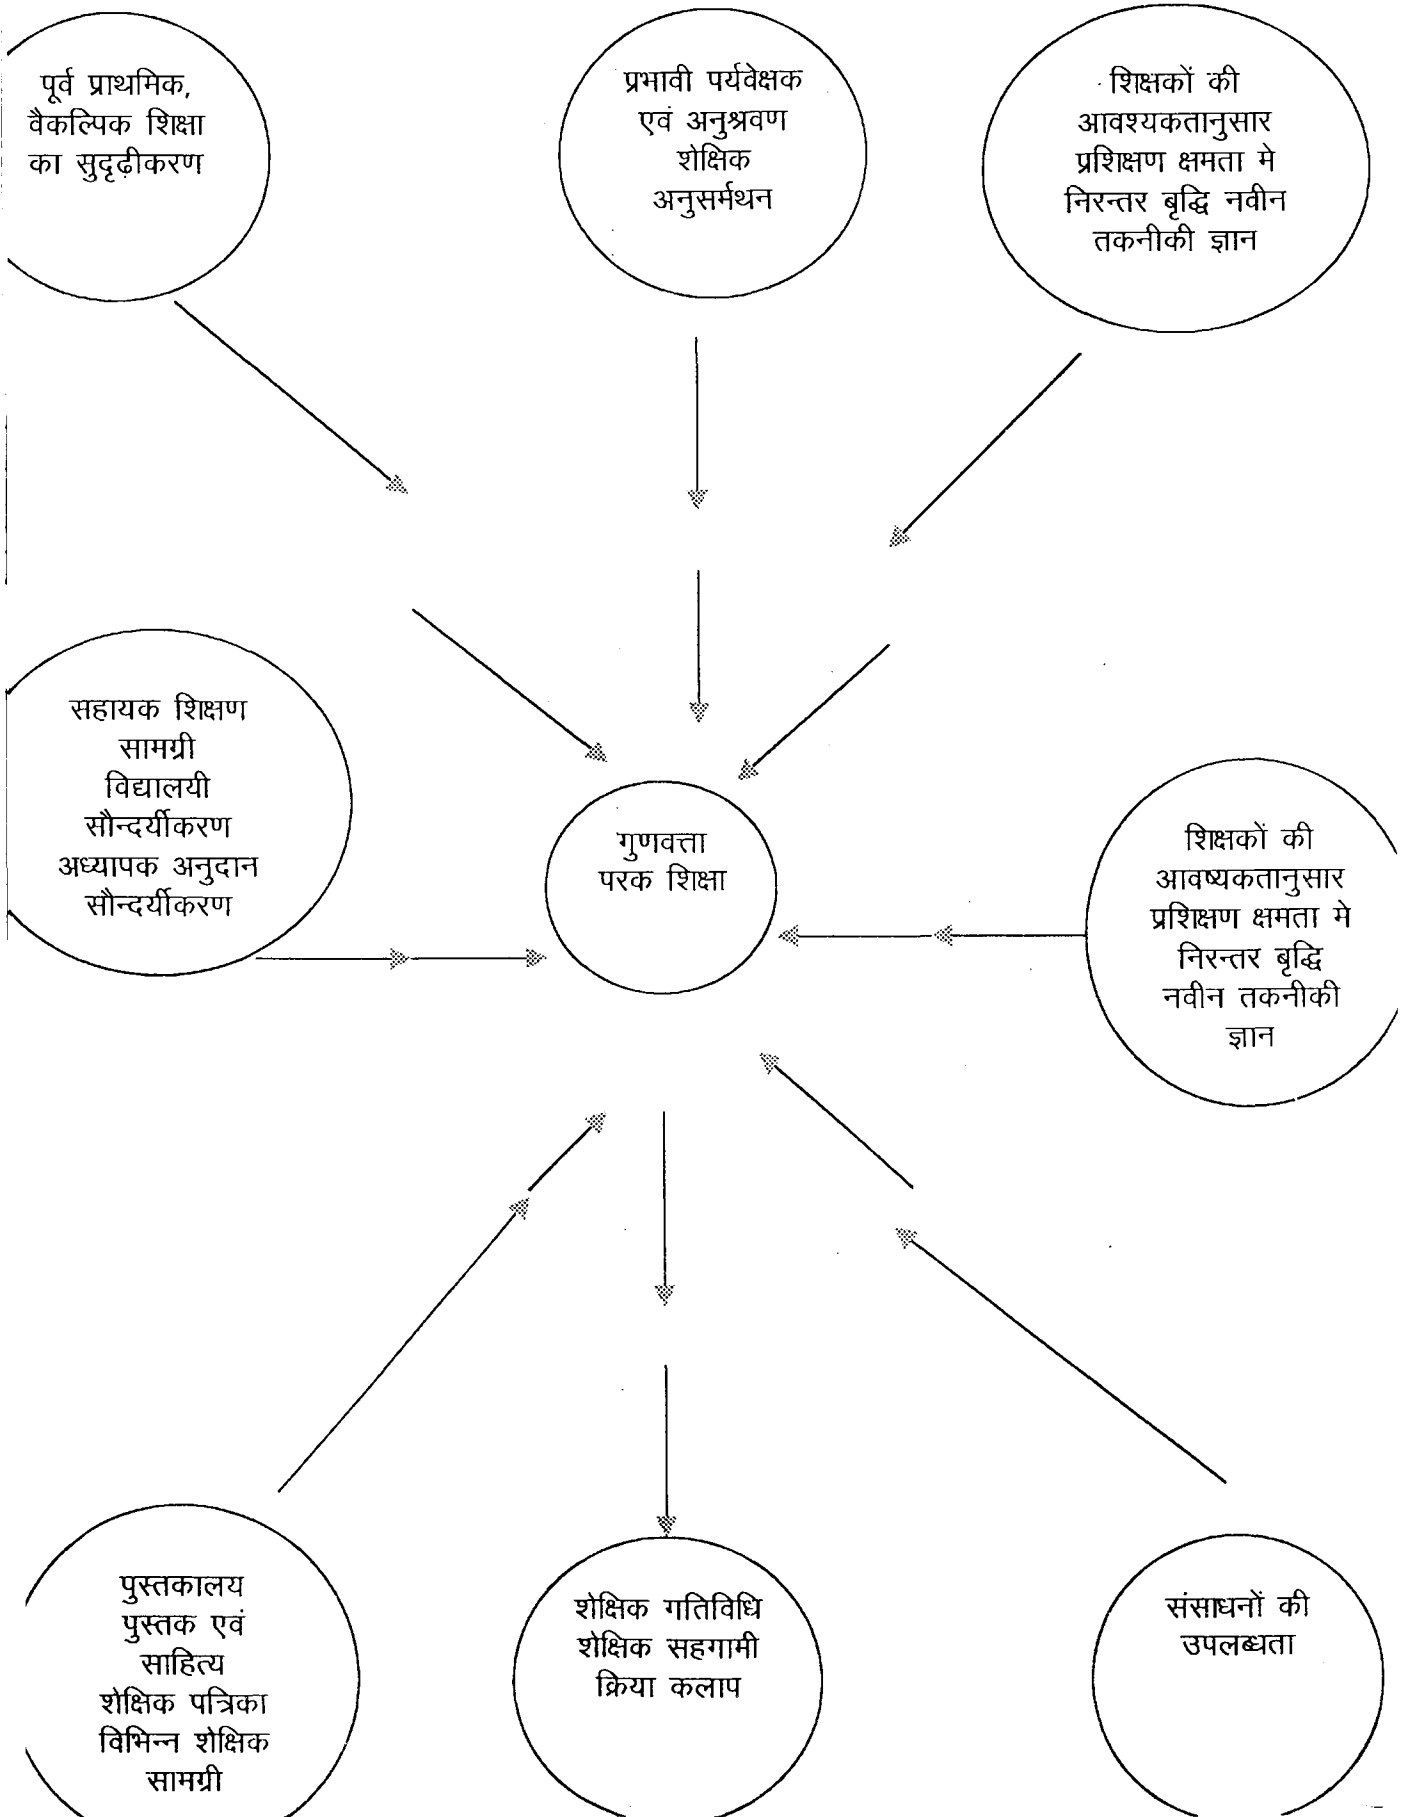 पूर्व प्राथमिक,
वैकल्पिक शिक्षा
का सुदृढ़ीकरण
प्रभावी पर्यवेक्षक
एवं अनुश्रवण
शेक्षिक
अनुसर्मथन
शिक्षकों की
आवश्यकतानुसार
प्रशिक्षण क्षमता मे
निरन्तर बृद्धि नवीन
तकनीकी ज्ञान
सहायक शिक्षण
सामग्री
विद्यालयी
सौन्दर्यीकरण
अध्यापक अनुदान
सौन्दर्यीकरण
गुणवत्ता
परक शिक्षा
शिक्षकों की
आवष्यकतानुसार
प्रशिक्षण क्षमता मे
निरन्तर बृद्धि
नवीन तकनीकी
ज्ञान
पुस्तकालय
पुस्तक एवं
साहित्य
शेक्षिक पत्रिका
विभिन्न शेक्षिक
सामग्री
शेक्षिक गतिविधि
शेक्षिक सहगामी
क्रिया कलाप
संसाधनों की
उपलब्धता